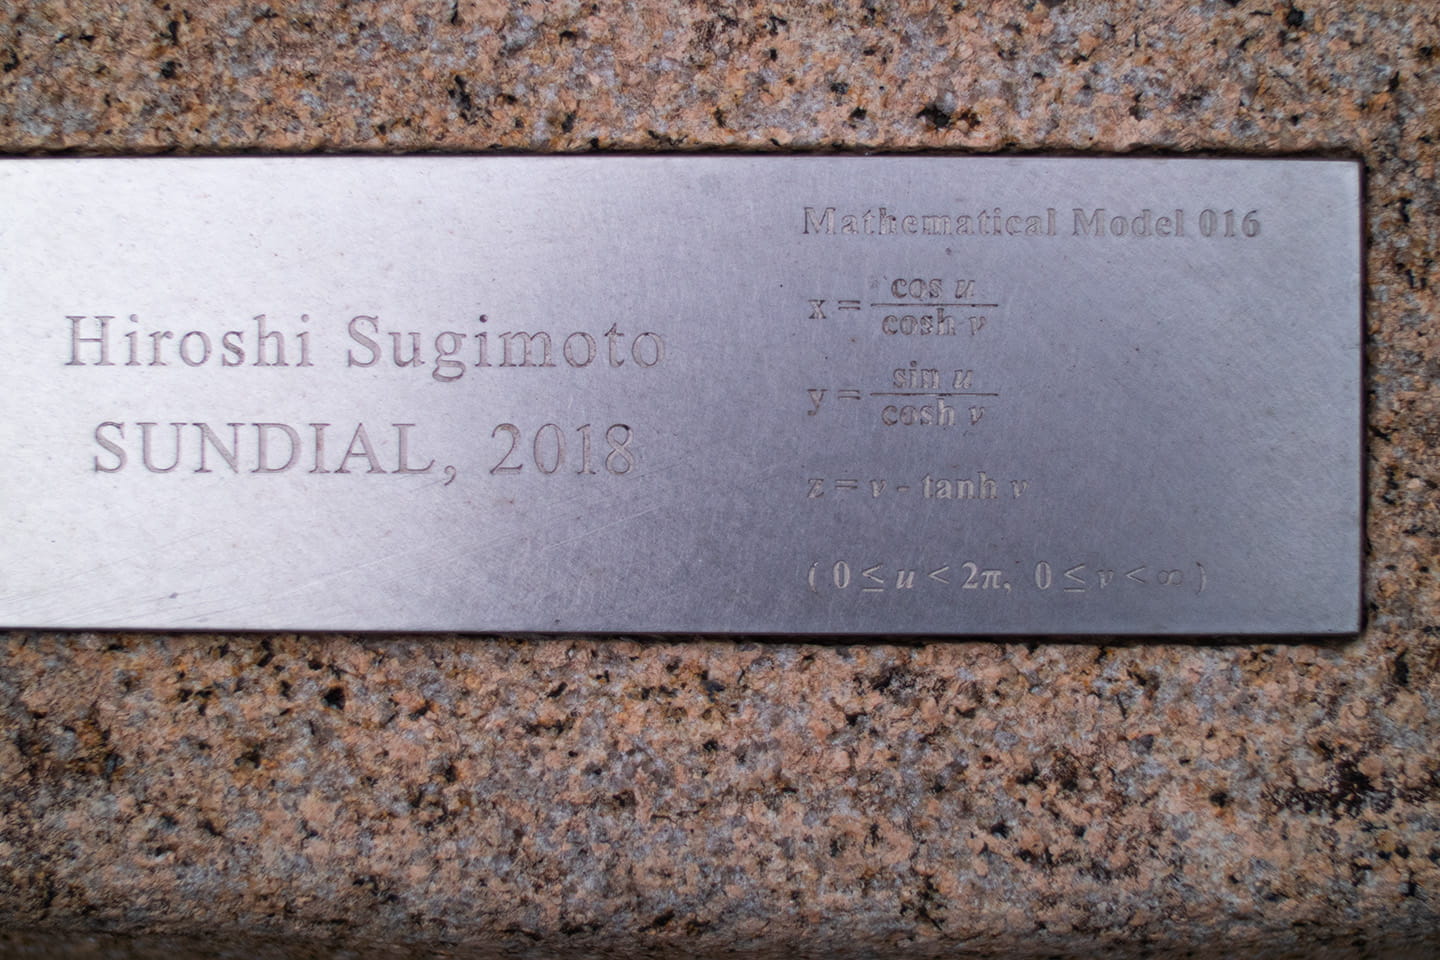 Hiroshi Sugimoto
SUNDIAL, 2018
Mathematical Model 016
x = cos u / cosh v
y = sin u / cosh v
z = v - tanh v
( 0 ≤ u < 2π, 0 ≤ v < ∞ )